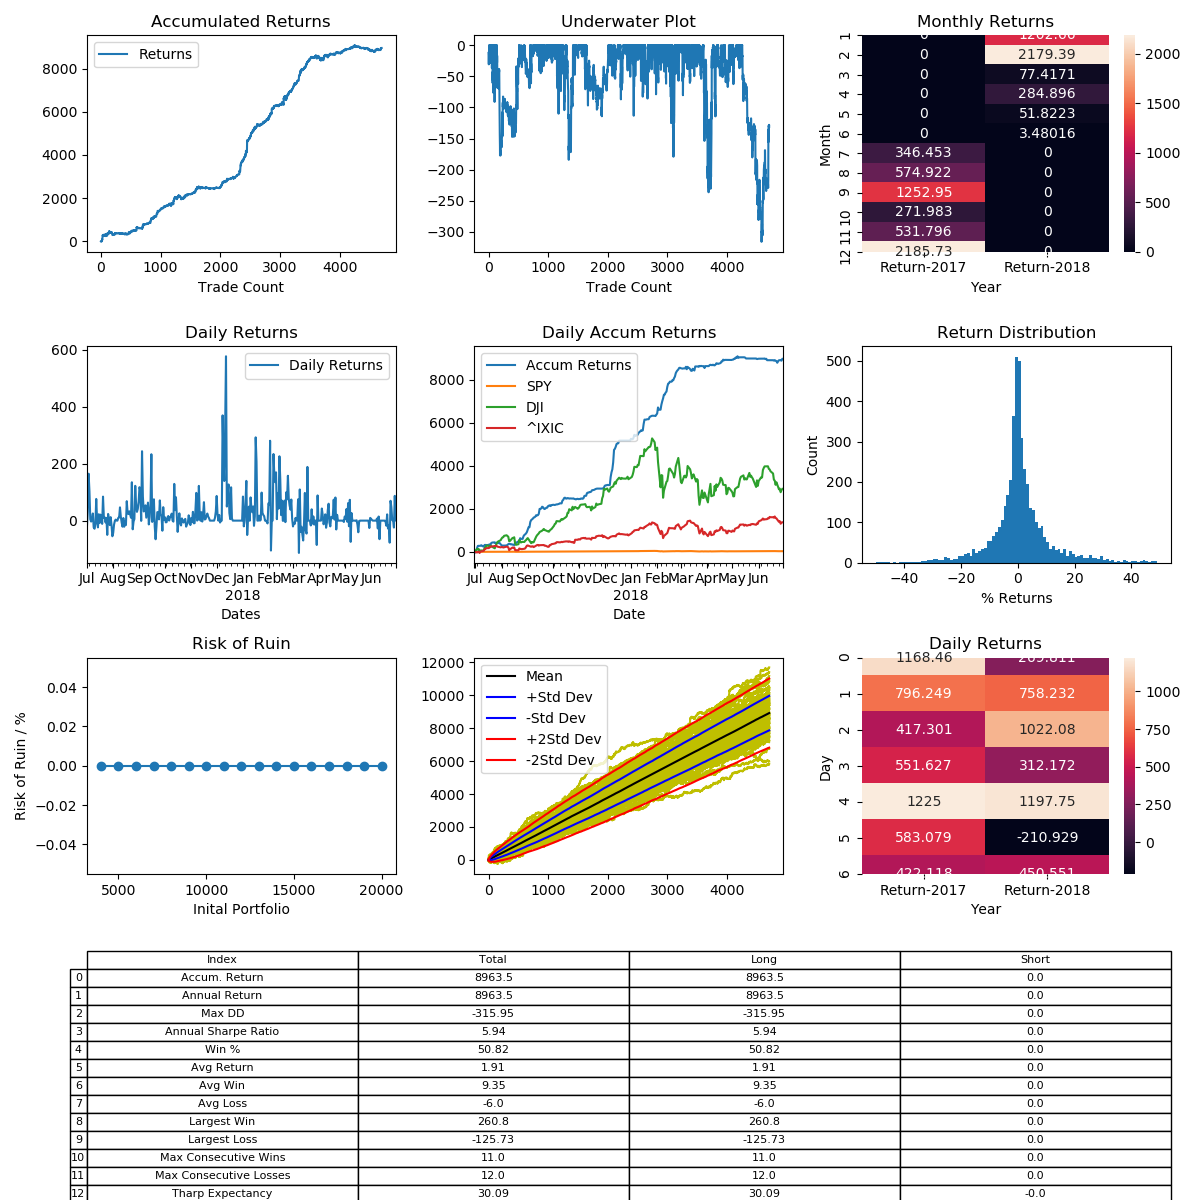 Accumulated Returns
Returns
8000
6000
4000
2000
0
0 1000 2000 3000 4000
Trade Count
Underwater Plot
0
−50
−100
−150
−200
−250
−300
0 1000 2000 3000 4000
Trade Count
Monthly Returns
Month
1 0
2 0 2179.39
3 0 77.4171
4 0 284.896
5 0 51.8223
6 0 3.48016
7 346.453 0
8 574.922 0
9 1252.95 0
10 271.983 0
11 531.796 0
12 2185.73 0
Return-2017 Return-2018
Year
2000
1500
1000
500
0
Daily Returns
Daily Returns
600
400
200
0
Jul Aug Sep Oct Nov Dec Jan Feb Mar Apr May Jun
2018
Dates
Daily Accum Returns
Accum Returns
SPY
DJI
^IXIC
8000
6000
4000
2000
0
Jul Aug Sep Oct Nov Dec Jan Feb Mar Apr May Jun
2018
Date
Return Distribution
Count
500
400
300
200
100
0
−40 −20 0 20 40
% Returns
Risk of Ruin
Risk of Ruin / %
0.04
0.02
0.00
−0.02
−0.04
5000 10000 15000 20000
Inital Portfolio
Mean
+Std Dev
-Std Dev
+2Std Dev
-2Std Dev
12000
10000
8000
6000
4000
2000
0
0 1000 2000 3000 4000
Daily Returns
Day
0 1168.46
1 796.249 758.232
2 417.301 1022.08
3 551.627 312.172
4 1225 1197.75
5 583.079 -210.929
6 422.118 450.551
Return-2017 Return-2018
Year
1000
750
500
250
0
Index Total Long Short
0 Accum. Return 8963.5 8963.5 0.0
1 Annual Return 8963.5 8963.5 0.0
2 Max DD -315.95 -315.95 0.0
3 Annual Sharpe Ratio 5.94 5.94 0.0
4 Win % 50.82 50.82 0.0
5 Avg Return 1.91 1.91 0.0
6 Avg Win 9.35 9.35 0.0
7 Avg Loss -6.0 -6.0 0.0
8 Largest Win 260.8 260.8 0.0
9 Largest Loss -125.73 -125.73 0.0
10 Max Consecutive Wins 11.0 11.0 0.0
11 Max Consecutive Losses 12.0 12.0 0.0
12 Tharp Expectancy 30.09 30.09 -0.0